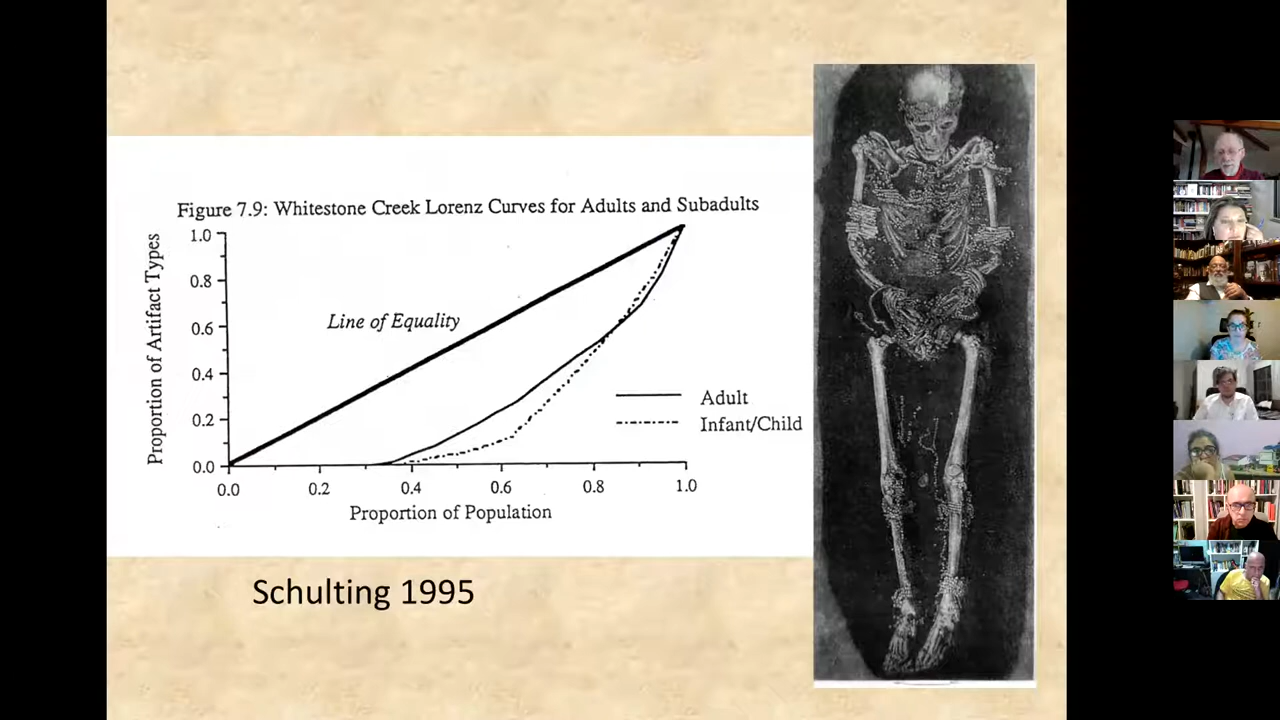 Figure 7.9: Whitestone Creek Lorenz Curves for Adults and Subadults
Proportion of Artifact Types
1.0
0.8
0.6
0.4
0.2
0.0
Line of Equality
Adult
Infant/Child
0.0 0.2 0.4 0.6 0.8 1.0
Proportion of Population
Schulting 1995